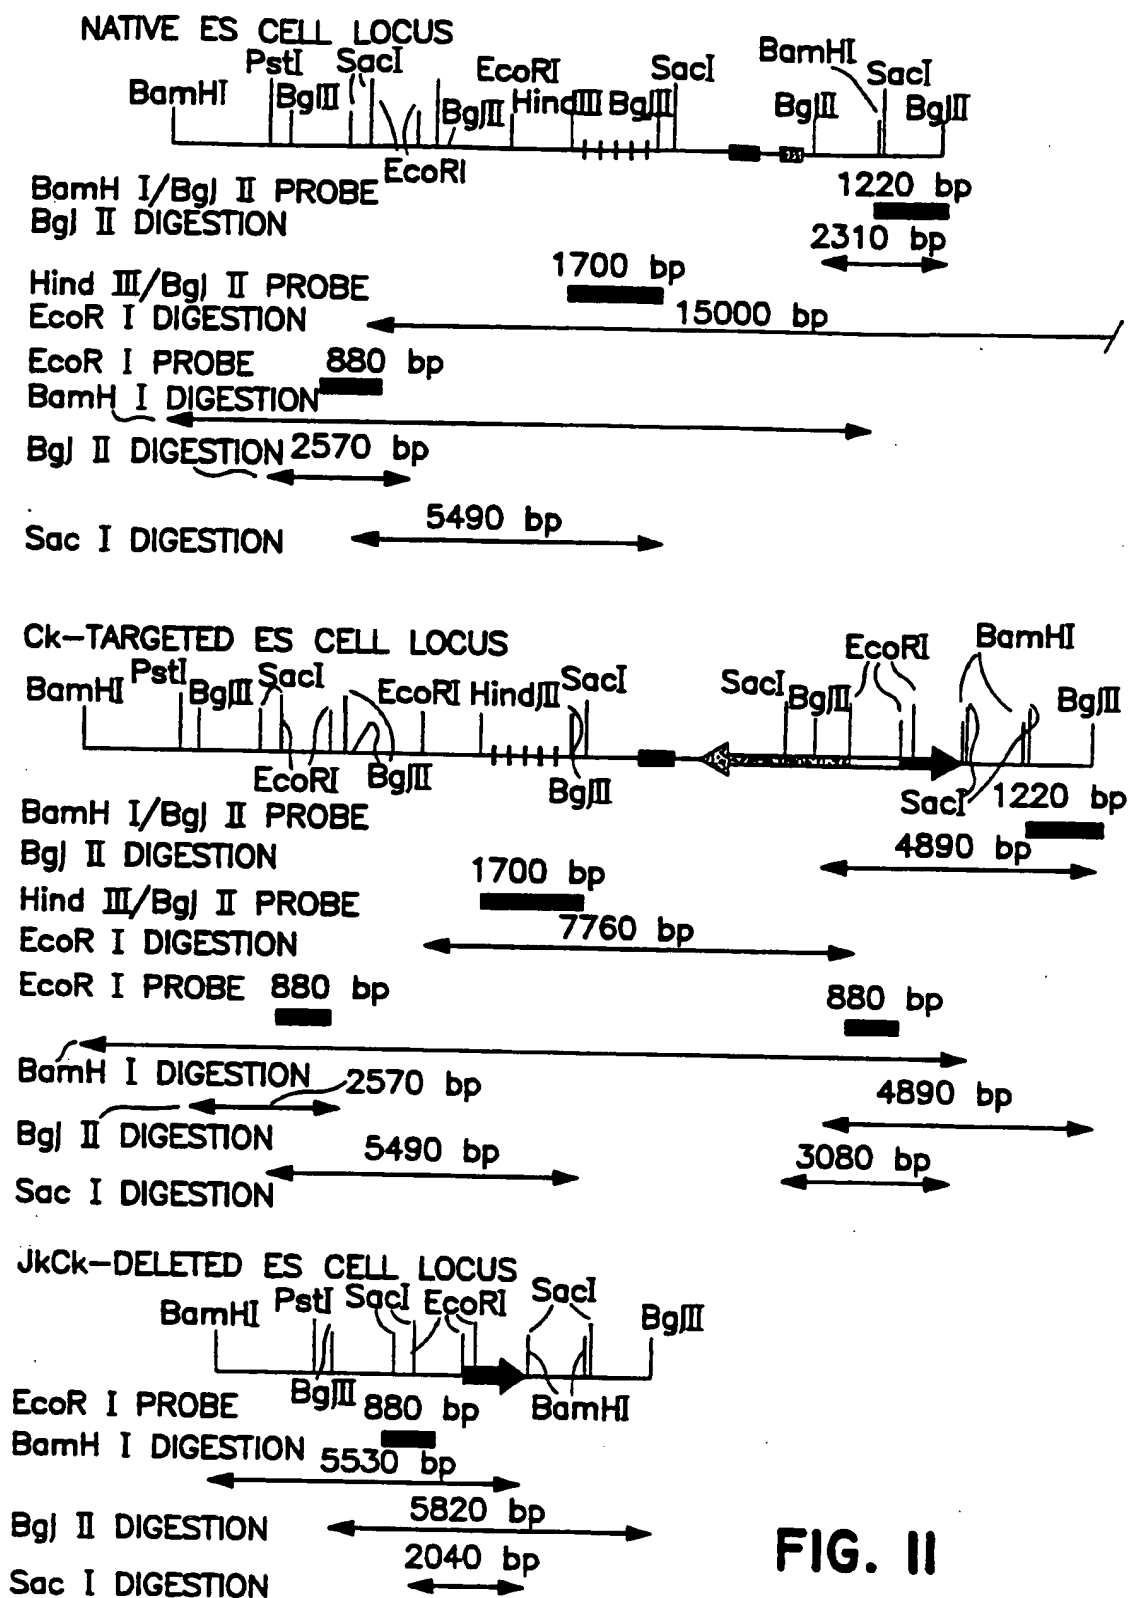 NATIVE ES CELL LOCUS
PstI SacI EcoRI SacI BamHI SacI
BamHI BglII BglII HindIII BglII BglII BglII
EcoRI
BamH I/Bgl II PROBE 1220 bp
Bgl II DIGESTION 2310 bp
Hind III/Bgl II PROBE 1700 bp
EcoR I DIGESTION 15000 bp
EcoR I PROBE 880 bp
BamH I DIGESTION
Bgl II DIGESTION 2570 bp
Sac I DIGESTION 5490 bp
Ck-TARGETED ES CELL LOCUS
BamHI PstI BglII SacI EcoRI HindIII SacI SacI BglII EcoRI BamHI BglII
EcoRI BglII BglII SacI
BamH I/Bgl II PROBE 1220 bp
Bgl II DIGESTION 4890 bp
Hind III/Bgl II PROBE 1700 bp
EcoR I DIGESTION 7760 bp
EcoR I PROBE 880 bp 880 bp
BamH I DIGESTION
Bgl II DIGESTION 2570 bp 4890 bp
Sac I DIGESTION 5490 bp 3080 bp
JkCk-DELETED ES CELL LOCUS
BamHI PstI SacI EcoRI SacI BglII
BglII BamHI
EcoR I PROBE 880 bp
BamH I DIGESTION 5530 bp
Bgl II DIGESTION 5820 bp
Sac I DIGESTION 2040 bp
FIG. 11